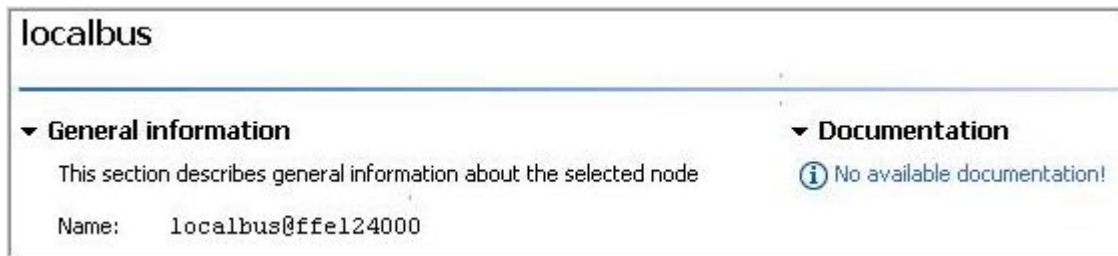 localbus
General information
Documentation
This section describes general information about the selected node
No available documentation!
Name: localbus@ffe124000